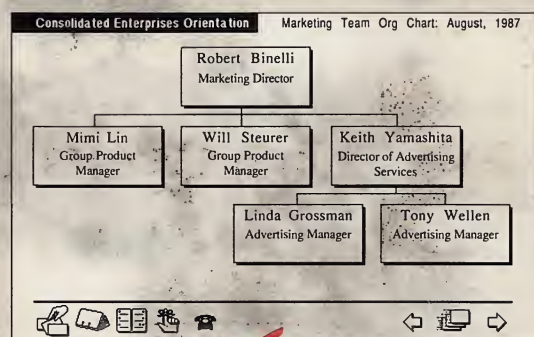 Consolidated Enterprises Orientation
Marketing Team Org Chart: August, 1987
Robert Binelli
Marketing Director
Mimi Lin
Group Product
Manager
Will Steurer
Group Product
Manager
Keith Yamashita
Director of Advertising
Services
Linda Grossman
Advertising Manager
Tony Wellen
Advertising Manager